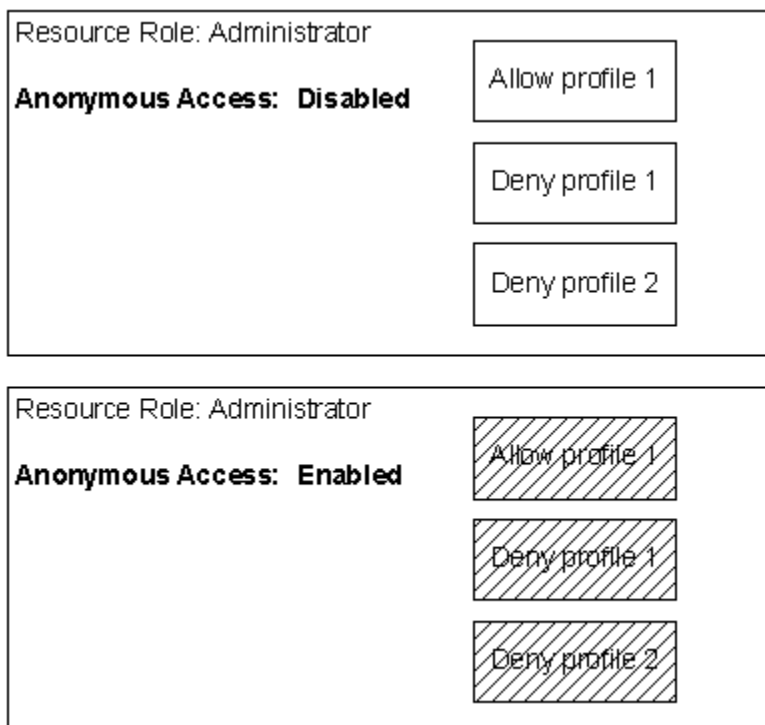 Resource Role: Administrator
Anonymous Access: Disabled
Allow profile 1
Deny profile 1
Deny profile 2
Resource Role: Administrator
Anonymous Access: Enabled
Allow profile 1
Deny profile 1
Deny profile 2